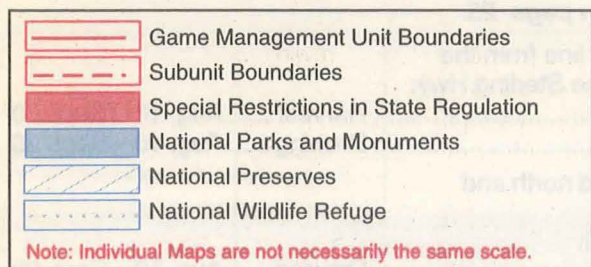 Game Management Unit Boundaries
Subunit Boundaries
Special Restrictions in State Regulation
National Parks and Monuments
National Preserves
National Wildlife Refuge
Note: Individual Maps are not necessarily the same scale.